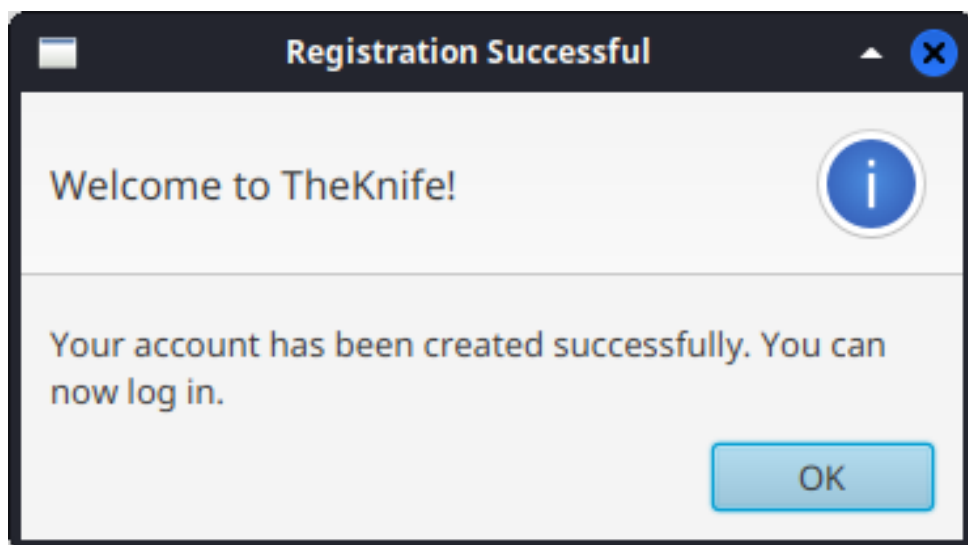 Registration Successful
Welcome to TheKnife!
i
Your account has been created successfully. You can
now log in.
OK